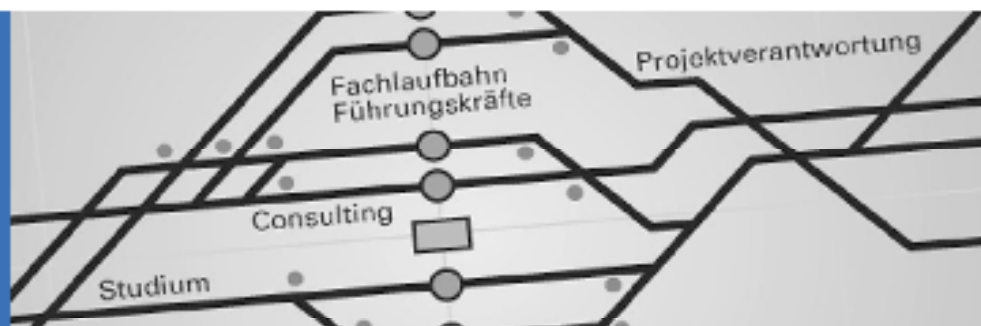 Projektverantwortung
Fachlaufbahn
Führungskräfte
Consulting
Studium